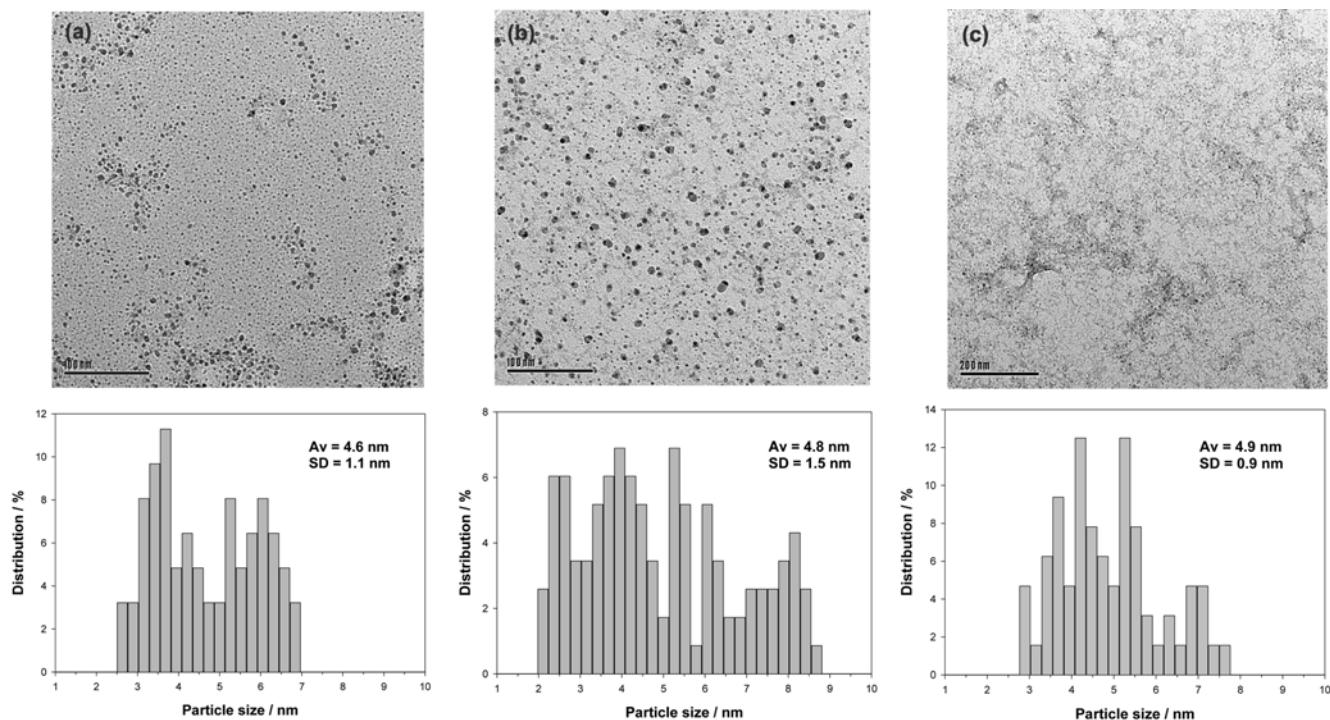 (a)
(b)
(c)
100 nm
100 nm
200 nm
12
10
8
6
4
2
0
Distribution / %
Av = 4.6 nm
SD = 1.1 nm
1 2 3 4 5 6 7 8 9 10
Particle size / nm
8
6
4
2
0
Distribution / %
Av = 4.8 nm
SD = 1.5 nm
1 2 3 4 5 6 7 8 9 10
Particle size / nm
14
12
10
8
6
4
2
0
Distribution / %
Av = 4.9 nm
SD = 0.9 nm
1 2 3 4 5 6 7 8 9 10
Particle size / nm